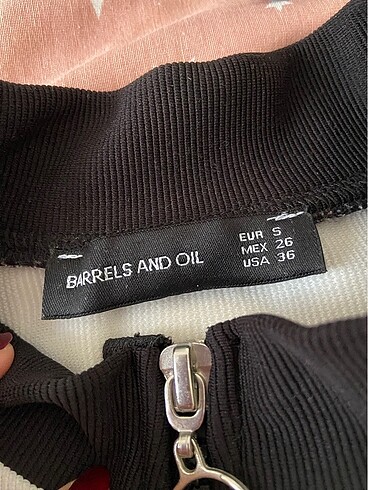 BARRELS AND OIL
EUR S
MEX 26
USA 36